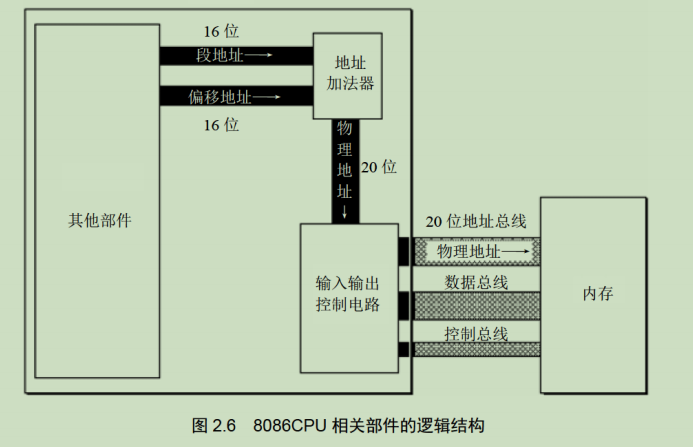 16 位
段地址
地址
加法器
偏移地址
16 位
物
理
地
址
20 位
其他部件
20 位地址总线
物理地址
输入输出
控制电路
数据总线
内存
控制总线
图 2.6 8086CPU 相关部件的逻辑结构